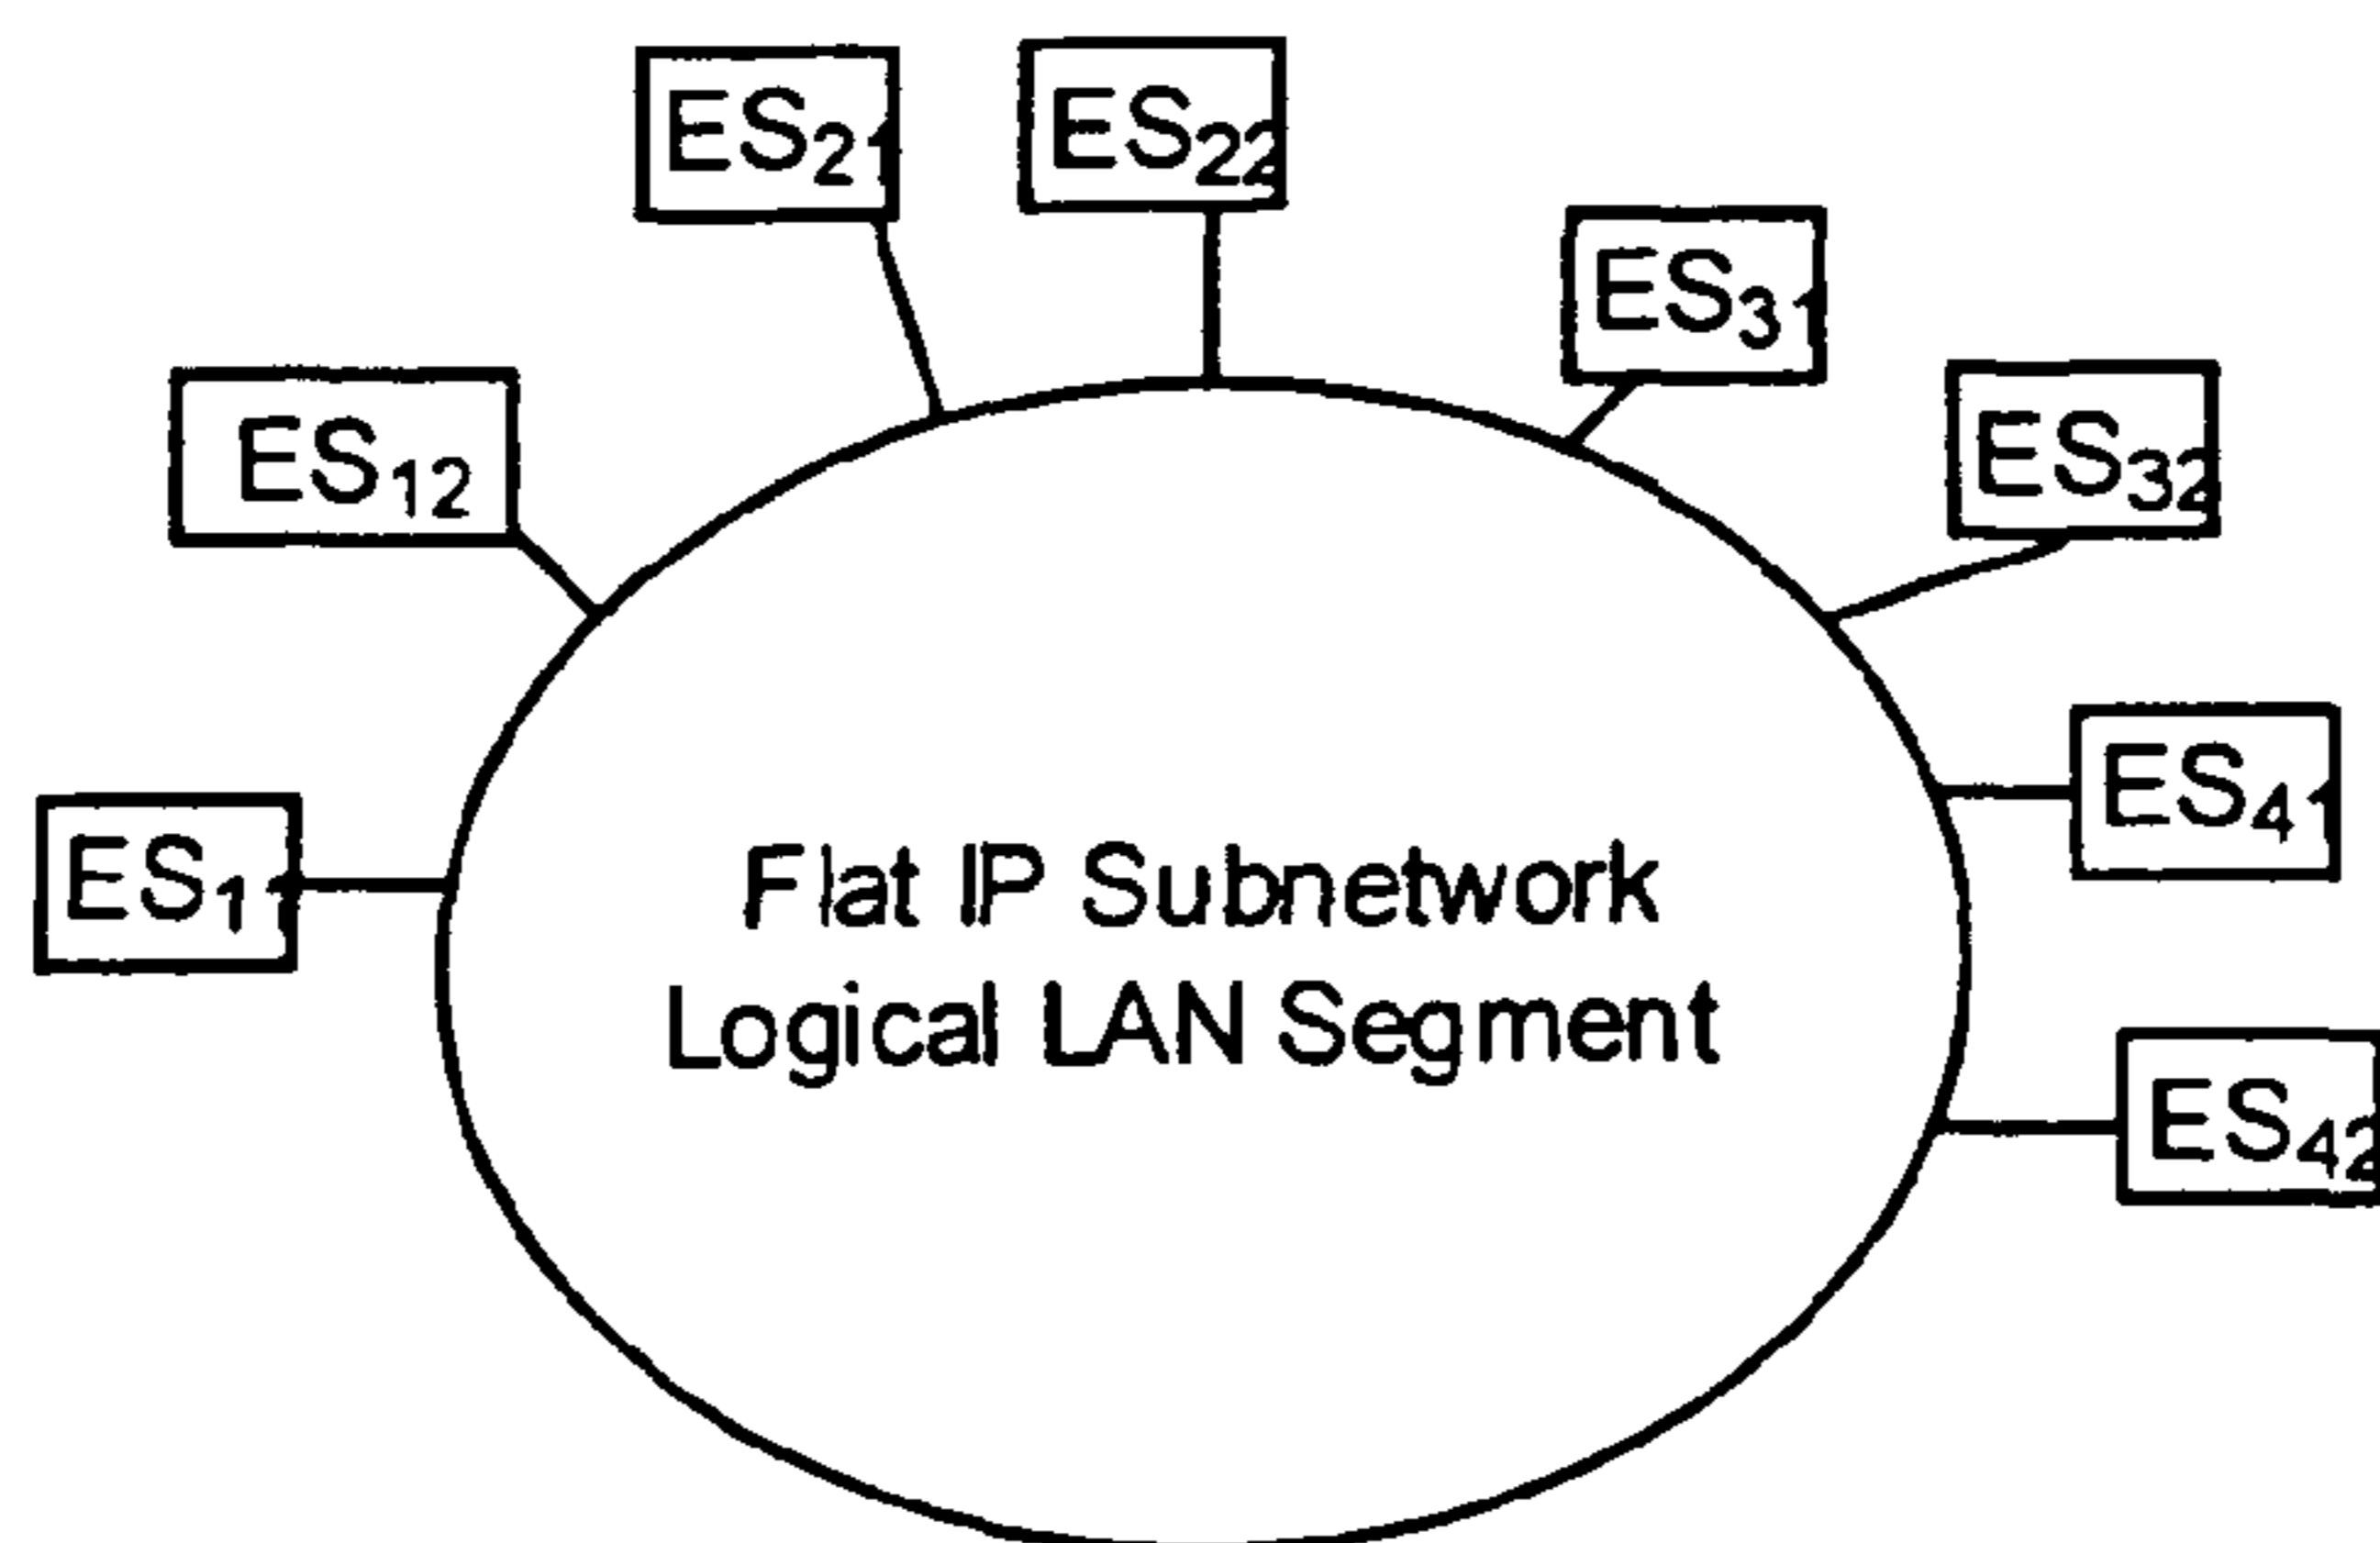 ES21
ES22
ES31
ES32
ES12
ES41
ES11
Flat IP Subnetwork
Logical LAN Segment
ES42